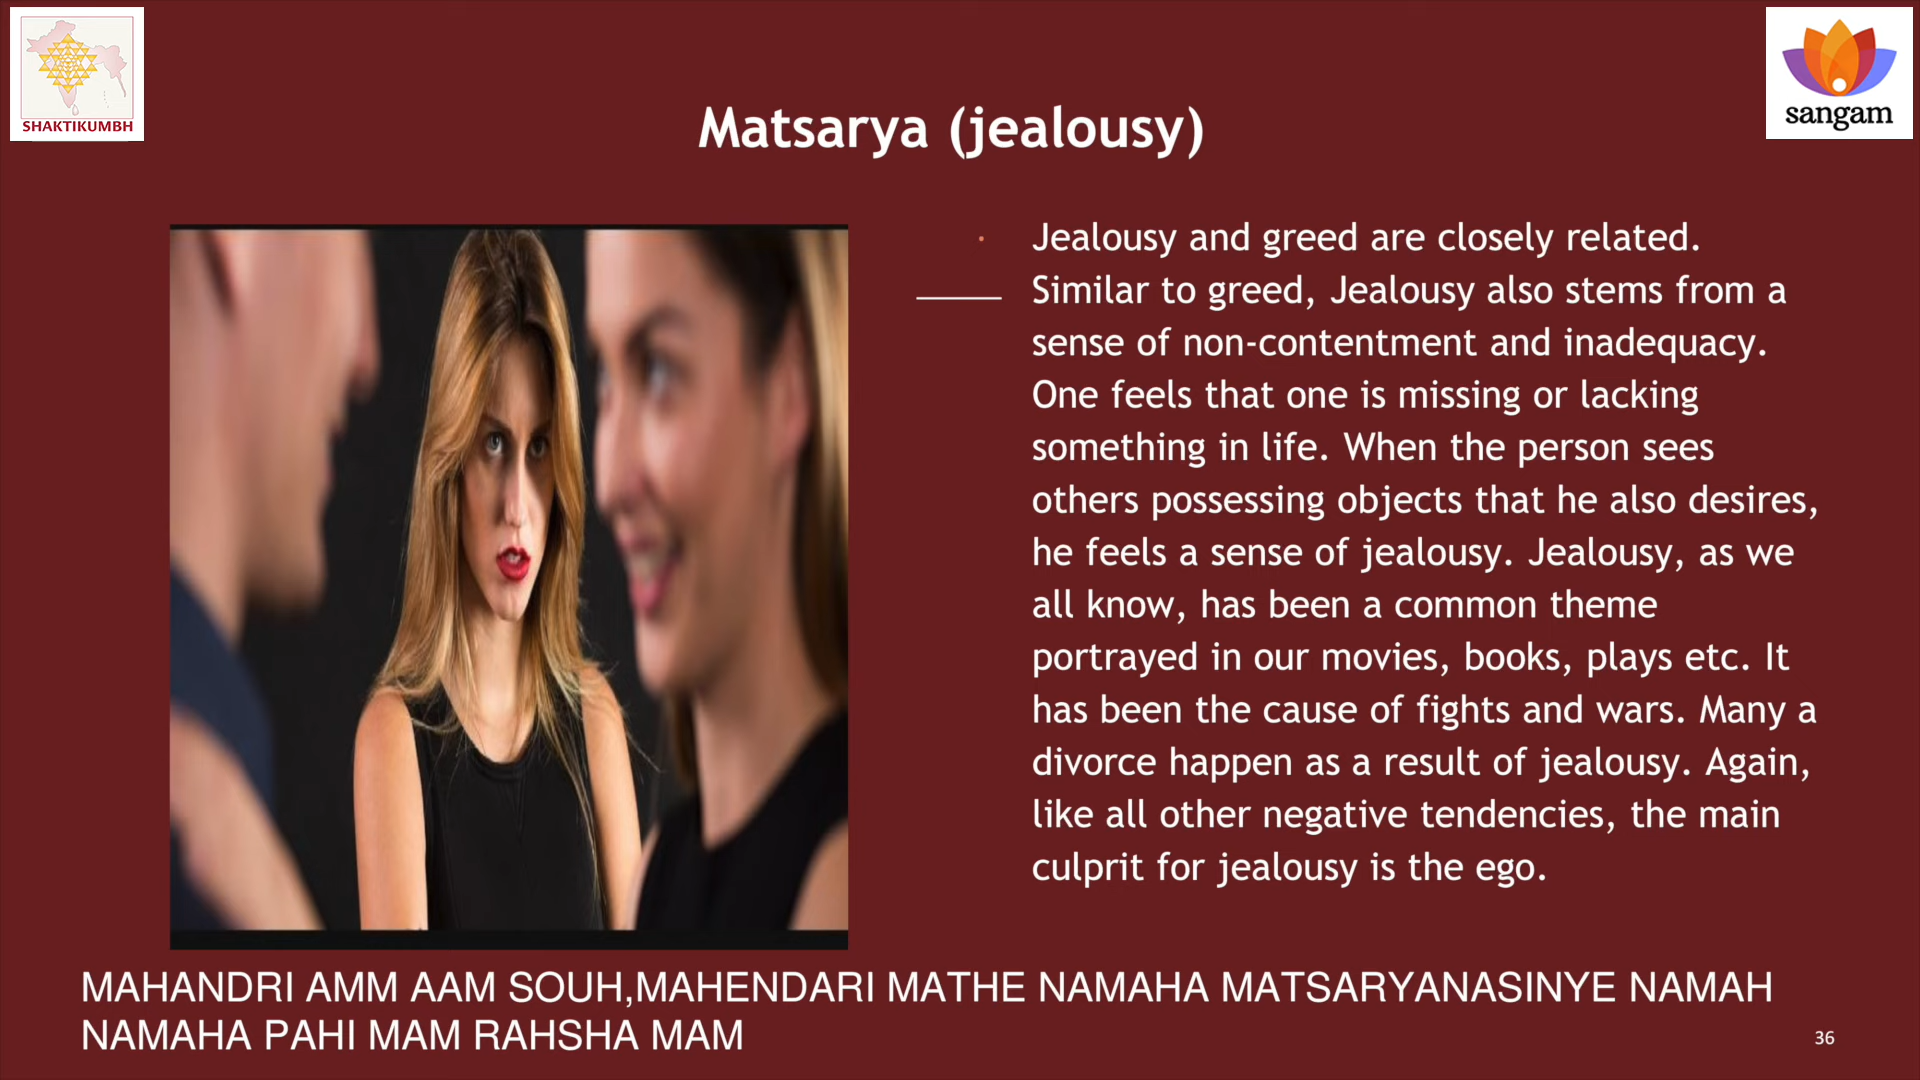 SHAKTIKUMBH
sangam
Matsarya (jealousy)
Jealousy and greed are closely related.
Similar to greed, Jealousy also stems from a
sense of non-contentment and inadequacy.
One feels that one is missing or lacking
something in life. When the person sees
others possessing objects that he also desires,
he feels a sense of jealousy. Jealousy, as we
all know, has been a common theme
portrayed in our movies, books, plays etc. It
has been the cause of fights and wars. Many a
divorce happen as a result of jealousy. Again,
like all other negative tendencies, the main
culprit for jealousy is the ego.
MAHANDRI AMM AAM SOUH,MAHENDARI MATHE NAMAHA MATSARYANASINYE NAMAH
NAMAHA PAHI MAM RAHSHA MAM
36